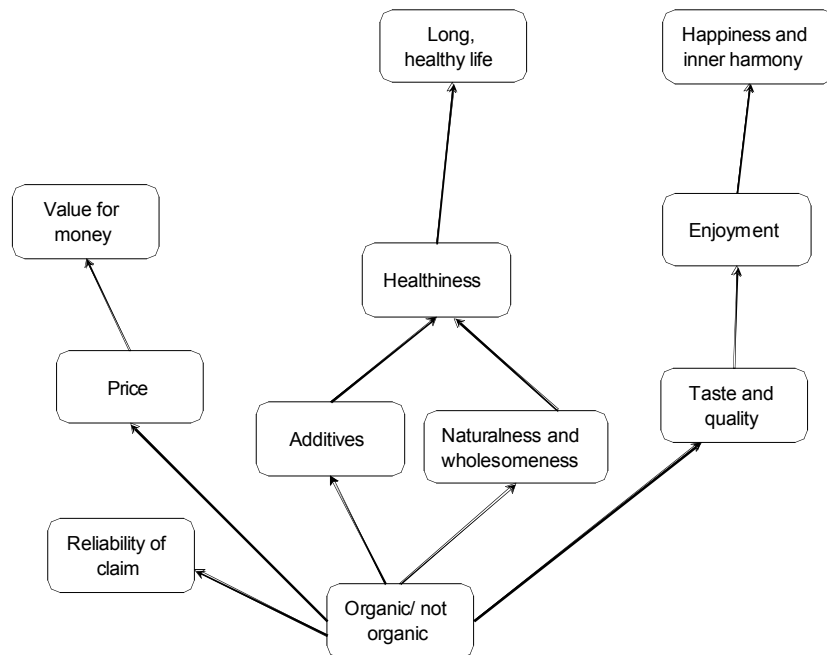 Long,
healthy life
Happiness and
inner harmony
Value for
money
Enjoyment
Healthiness
Price
Taste and
quality
Additives
Naturalness and
wholesomeness
Reliability of
claim
Organic/ not
organic